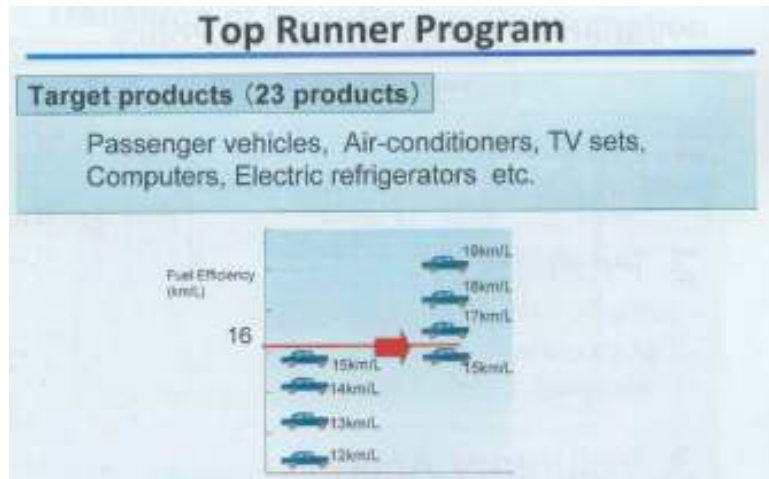 Top Runner Program
Target products (23 products)
Passenger vehicles, Air-conditioners, TV sets,
Computers, Electric refrigerators etc.
Fuel Efficiency
(km/L)
16
15km/L
14km/L
13km/L
12km/L
19km/L
18km/L
17km/L
15km/L